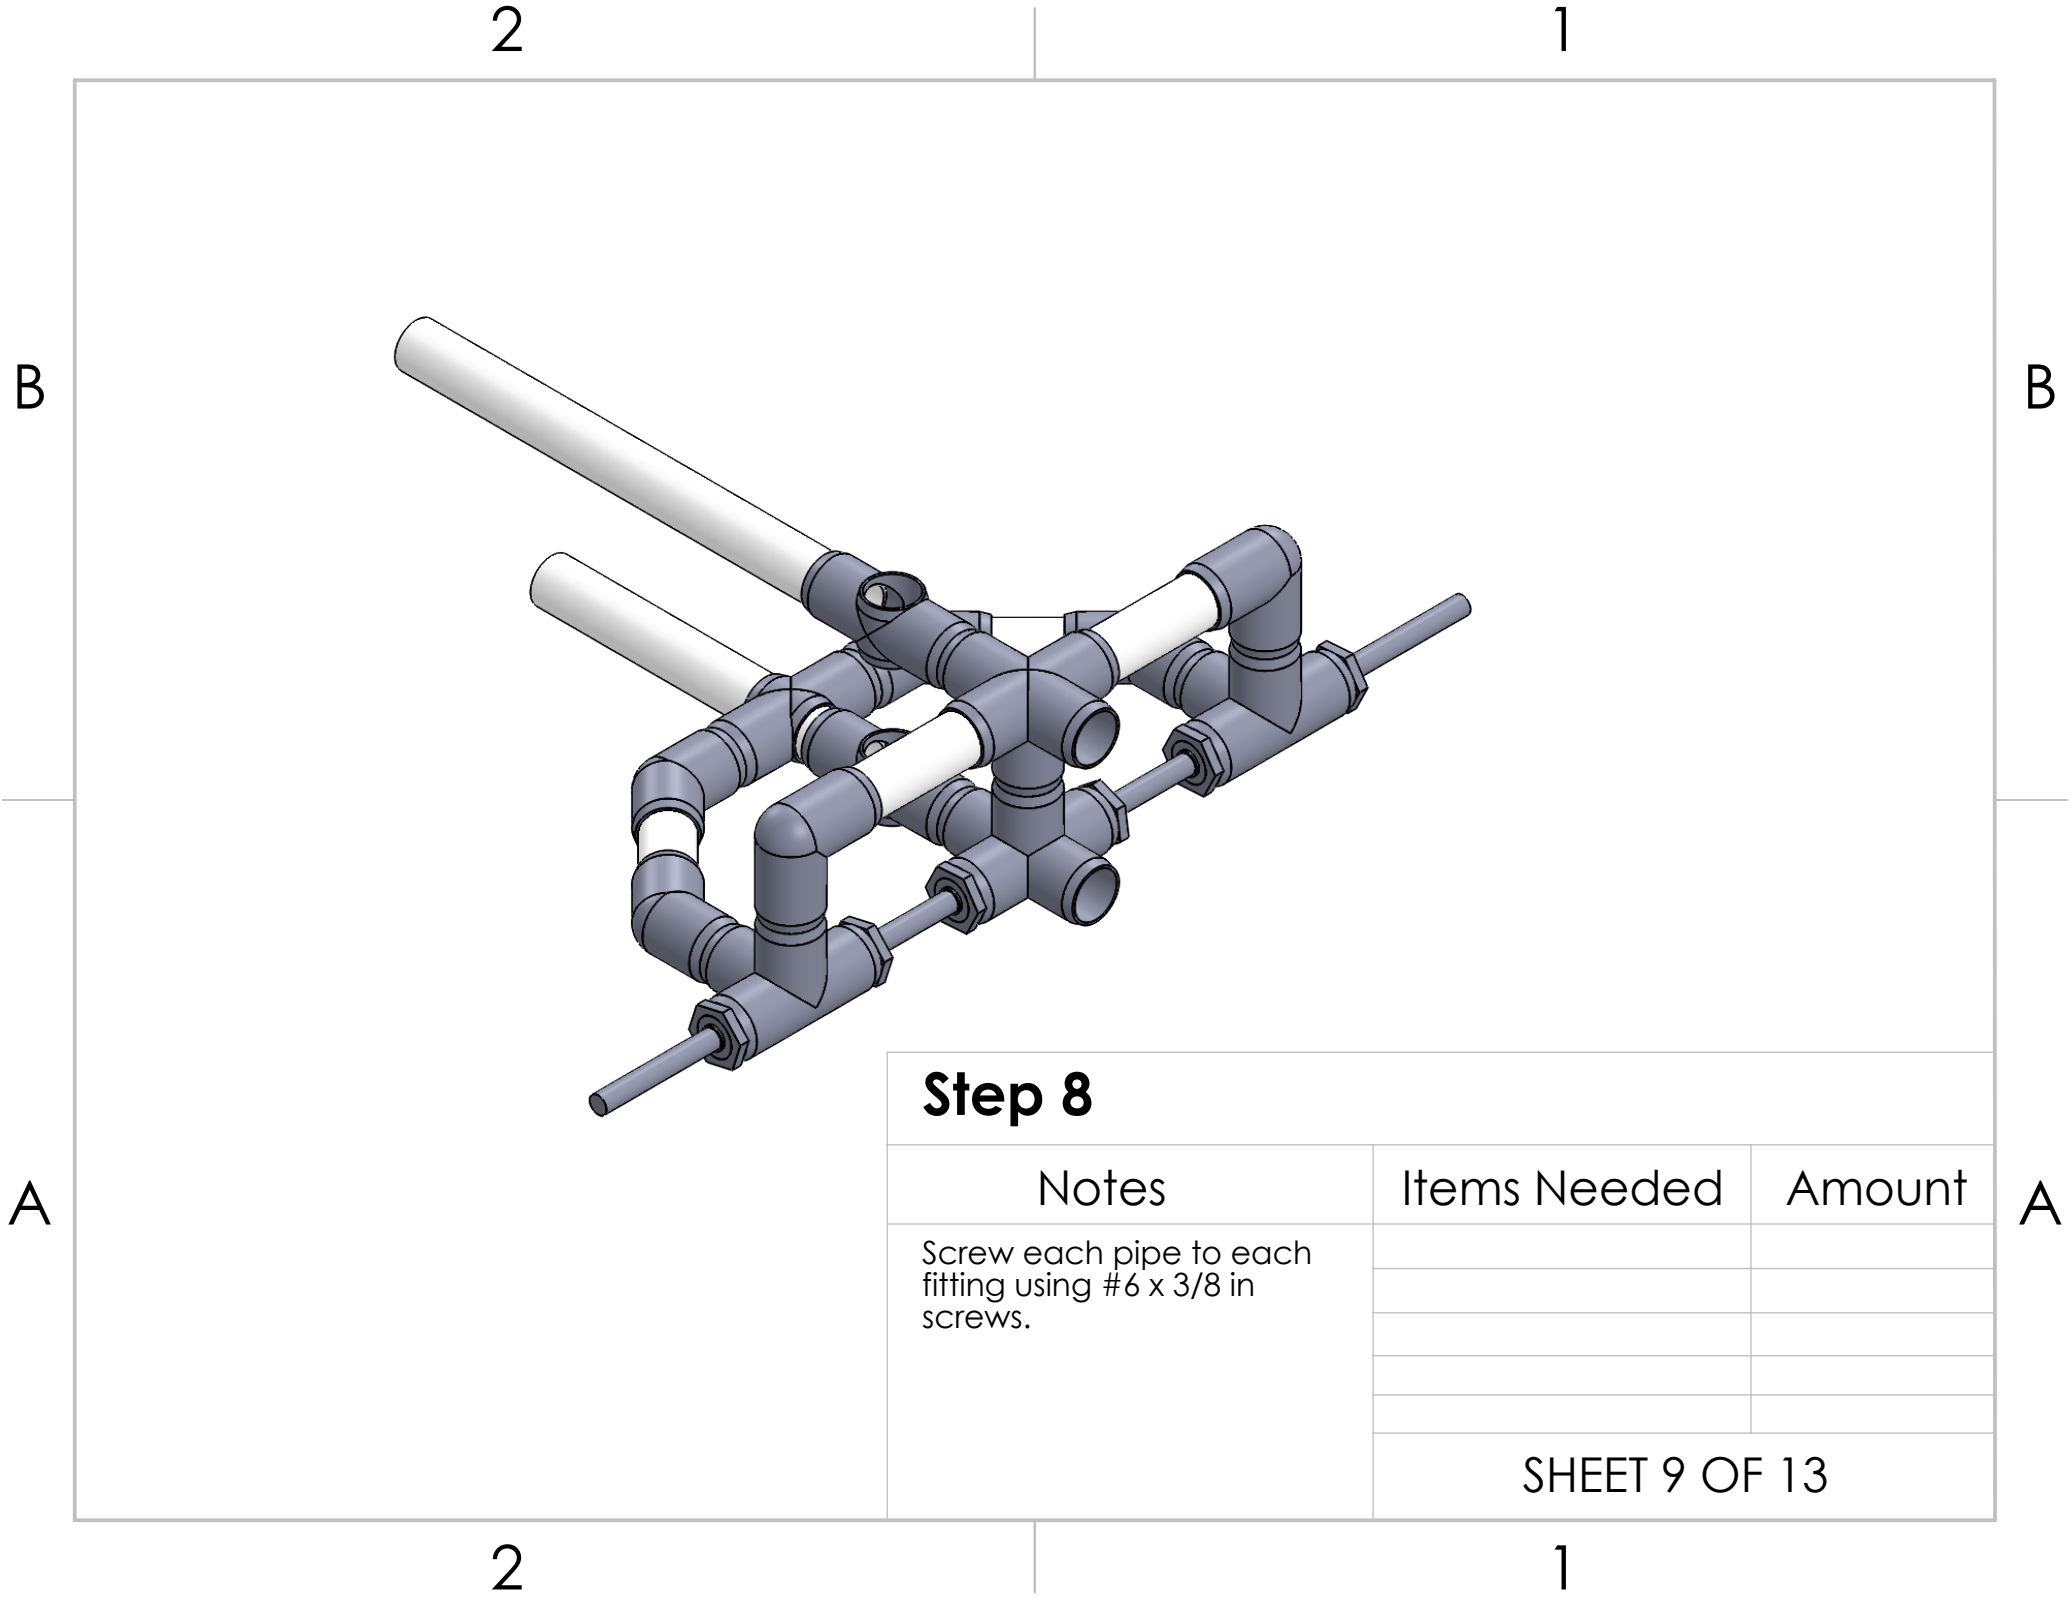 2 1
B B
A A
Step 8
Notes Items Needed Amount
Screw each pipe to each
fitting using #6 x 3/8 in
screws.
SHEET 9 OF 13
2 1